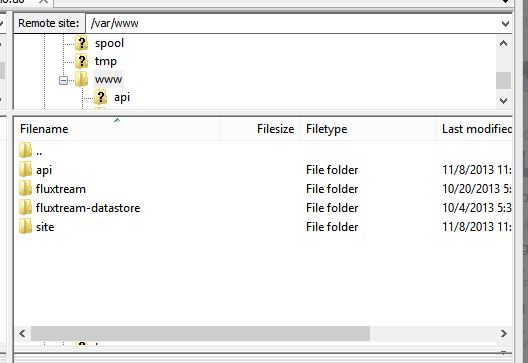 Remote site: /var/www
spool
tmp
www
api
Filename Filesize Filetype Last modified
..
api File folder 11/8/2013 11:
fluxtream File folder 10/20/2013 5:
fluxtream-datastore File folder 10/4/2013 5:3
site File folder 11/8/2013 11: